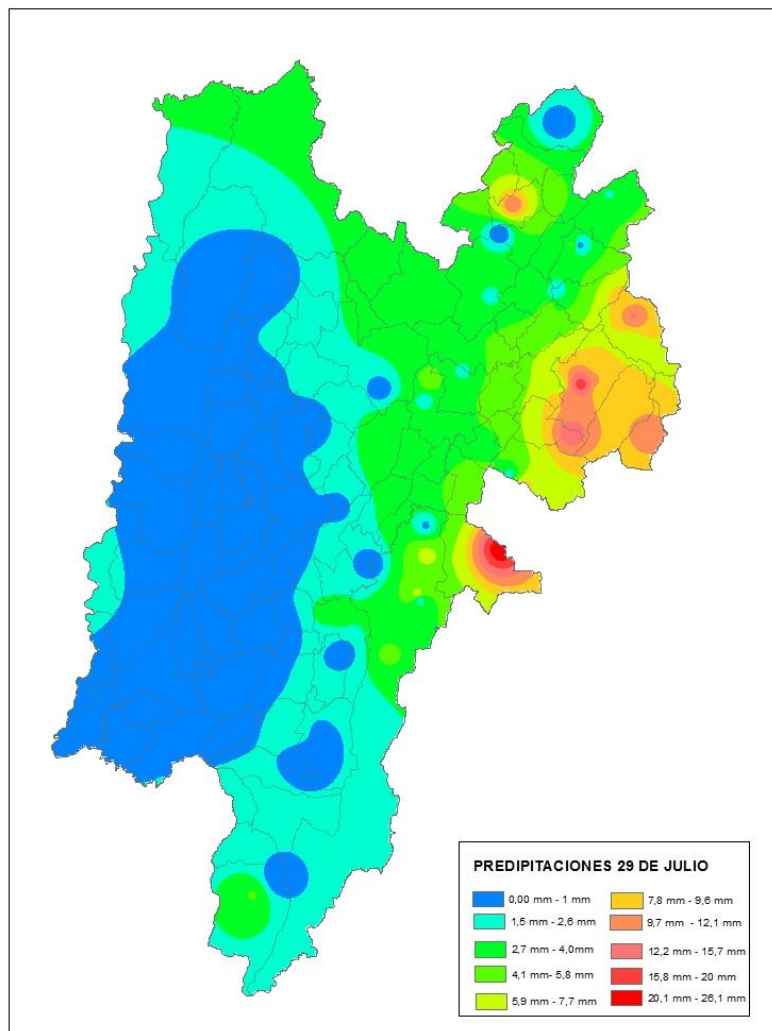 PREDIPITACIONES 29 DE JULIO
0,00 mm - 1 mm
1,5 mm - 2,6 mm
2,7 mm - 4,0mm
4,1 mm- 5,8 mm
5,9 mm - 7,7 mm
7,8 mm - 9,6 mm
9,7 mm - 12,1 mm
12,2 mm - 15,7 mm
15,8 mm - 20 mm
20,1 mm - 26,1 mm